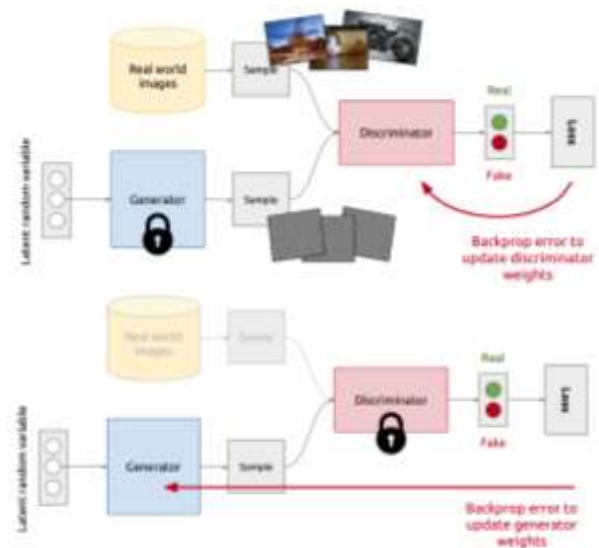 Real world
images
Sample
Real
Discriminator
Loss
Latent random variable
Generator
Sample
Fake
Backprop error to
update discriminator
weights
Real world
images
Sample
Real
Discriminator
Loss
Latent random variable
Generator
Sample
Fake
Backprop error to
update generator
weights